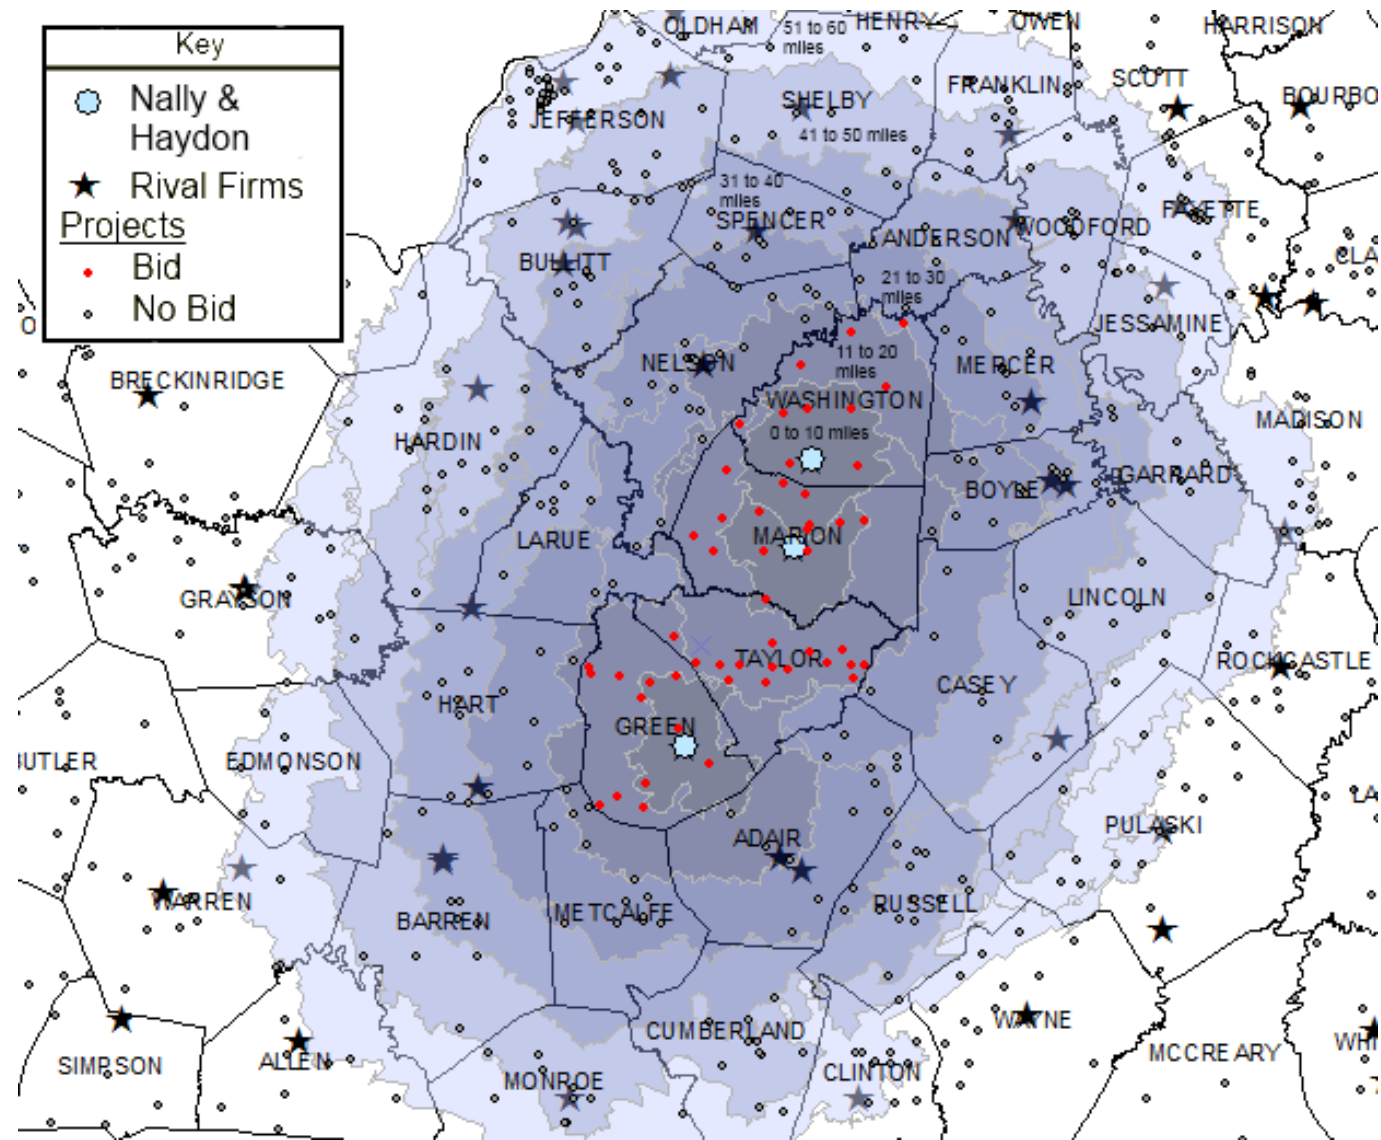 Key
Nally &
Haydon
Rival Firms
Projects
Bid
No Bid
OLDHAM
51 to 60
miles
HENRY
OWEN
HARRISON
SCOTT
FRANKLIN
BOURBO
SHELBY
JEFFERSON
41 to 50 miles
31 to 40
miles
SPENCER
ANDERSON
WOODFORD
FAYETTE
CLA
BULLITT
21 to 30
miles
O
JESSAMINE
NELSON
11 to 20
miles
MERCER
BRECKINRIDGE
WASHINGTON
MADISON
0 to 10 miles
HARDIN
GARRARD
BOYLE
LARUE
MARION
GRAYSON
LINCOLN
TAYLOR
ROCKCASTLE
CASEY
HART
GREEN
BUTLER
EDMONSON
LA
PULASKI
ADAIR
WARREN
BARREN
METCALFE
RUSSELL
CUMBERLAND
WAYNE
WHI
MCCREARY
SIMPSON
ALLEN
MONROE
CLINTON